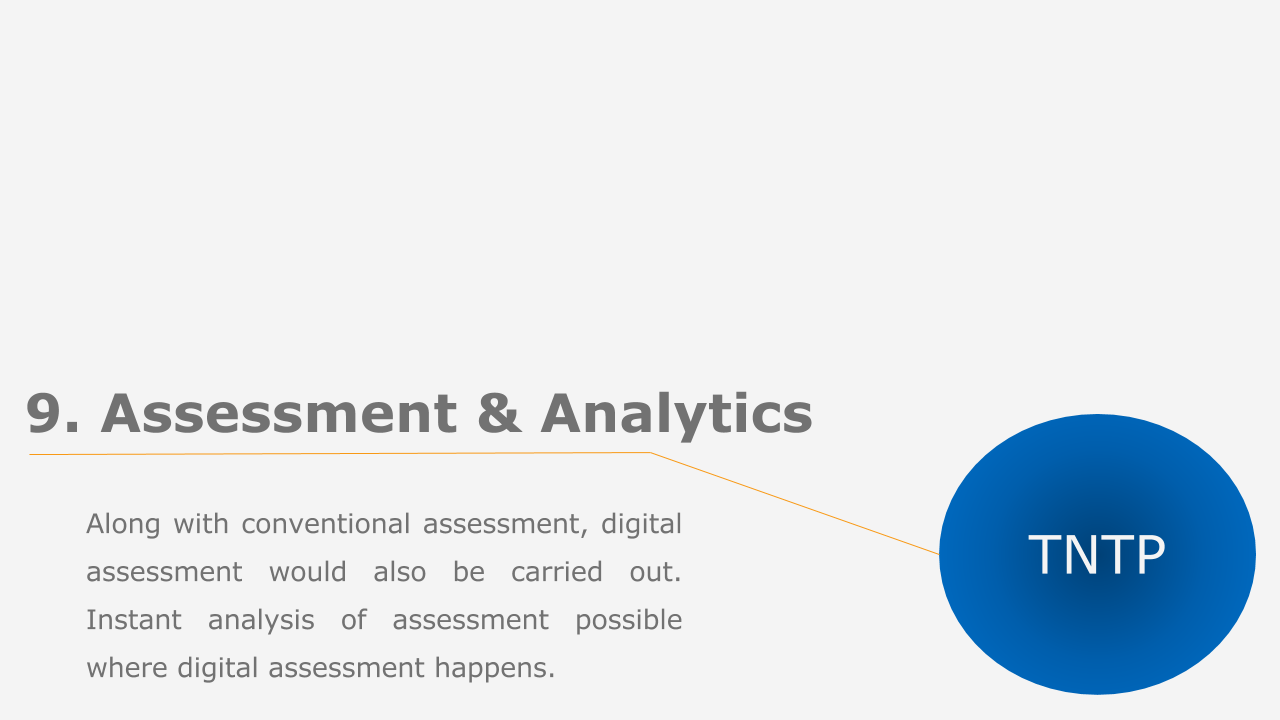 9. Assessment & Analytics
Along with conventional assessment, digital
assessment would also be carried out.
Instant analysis of assessment possible
where digital assessment happens.
TNTP